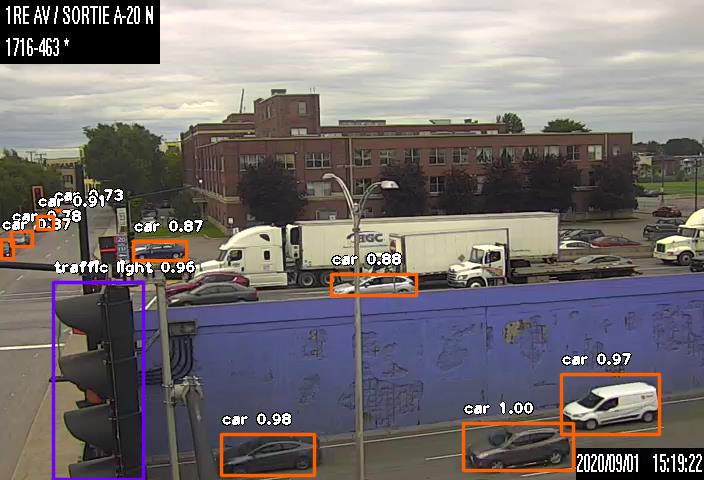 1RE AV / SORTIE A-20 N
1716-463 *
car 0.73
car 0.91
car 0.78
car 0.87
car 0.87
traffic light 0.96
car 0.88
car 0.97
car 1.00
car 0.98
2020/09/01 15:19:22